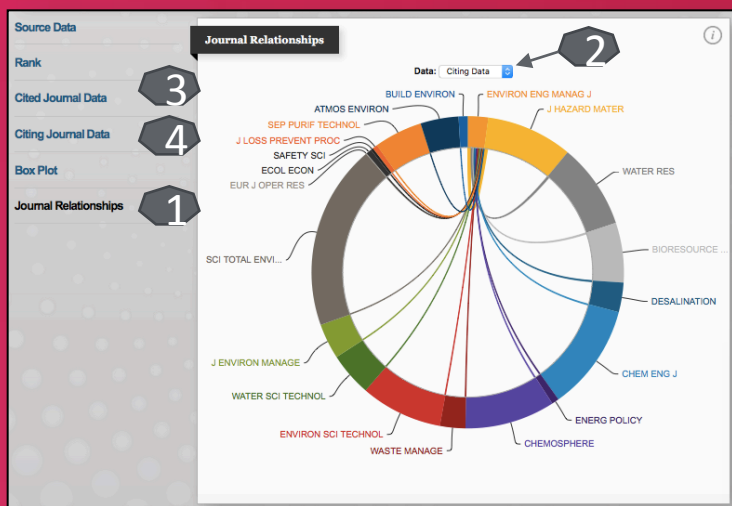 Source Data
Rank
Cited Journal Data
Citing Journal Data
Box Plot
Journal Relationships
3
4
1
Journal Relationships
i
2
Data: Citing Data
BUILD ENVIRON
ENVIRON ENG MANAG J
ATMOS ENVIRON
J HAZARD MATER
SEP PURIF TECHNOL
J LOSS PREVENT PROC
SAFETY SCI
ECOL ECON
EUR J OPER RES
WATER RES
SCI TOTAL ENVI...
BIORESOURCE ...
DESALINATION
J ENVIRON MANAGE
CHEM ENG J
WATER SCI TECHNOL
ENERG POLICY
ENVIRON SCI TECHNOL
CHEMOSPHERE
WASTE MANAGE